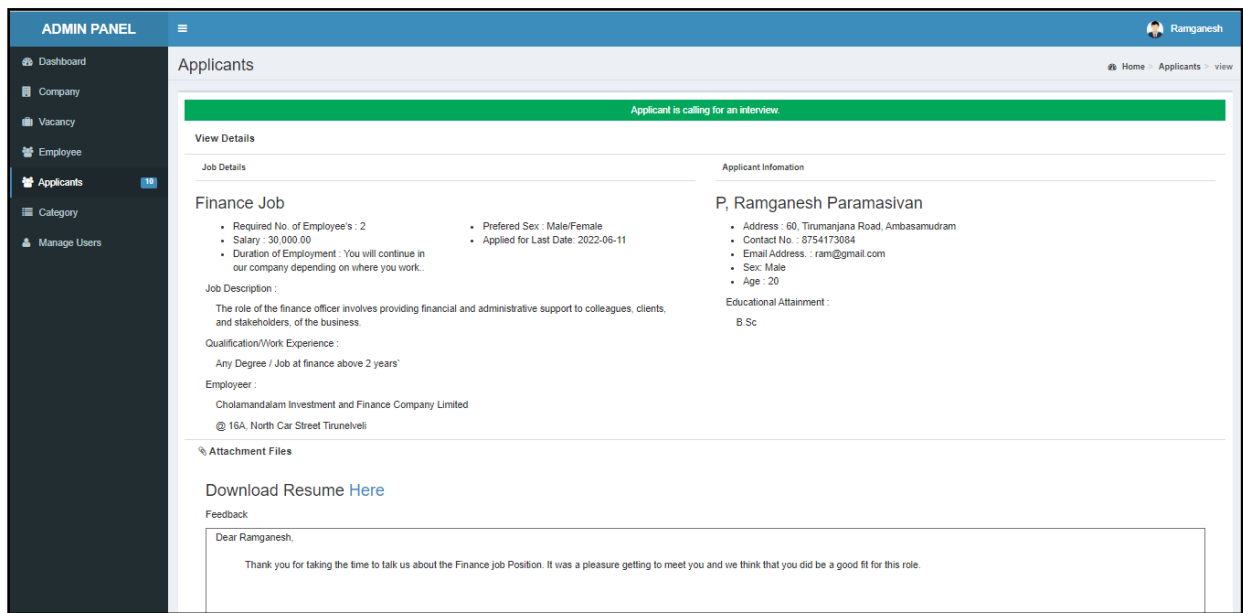 ADMIN PANEL
Ramganesh
Dashboard
Company
Vacancy
Employee
Applicants 10
Category
Manage Users
Applicants
Home > Applicants > view
Applicant is calling for an interview.
View Details
Job Details
Finance Job
Required No. of Employee's : 2
Salary : 30,000.00
Duration of Employment : You will continue in
our company depending on where you work..
Prefered Sex : Male/Female
Applied for Last Date: 2022-06-11
Job Description :
The role of the finance officer involves providing financial and administrative support to colleagues, clients,
and stakeholders, of the business.
Qualification/Work Experience :
Any Degree / Job at finance above 2 years`
Employeer :
Cholamandalam Investment and Finance Company Limited
@ 16A, North Car Street Tirunelveli
Applicant Infomation
P, Ramganesh Paramasivan
Address : 60, Tirumanjana Road, Ambasamudram
Contact No. : 8754173084
Email Address. : ram@gmail.com
Sex: Male
Age : 20
Educational Attainment :
B.Sc
Attachment Files
Download Resume Here
Feedback
Dear Ramganesh,
Thank you for taking the time to talk us about the Finance job Position. It was a pleasure getting to meet you and we think that you did be a good fit for this role.